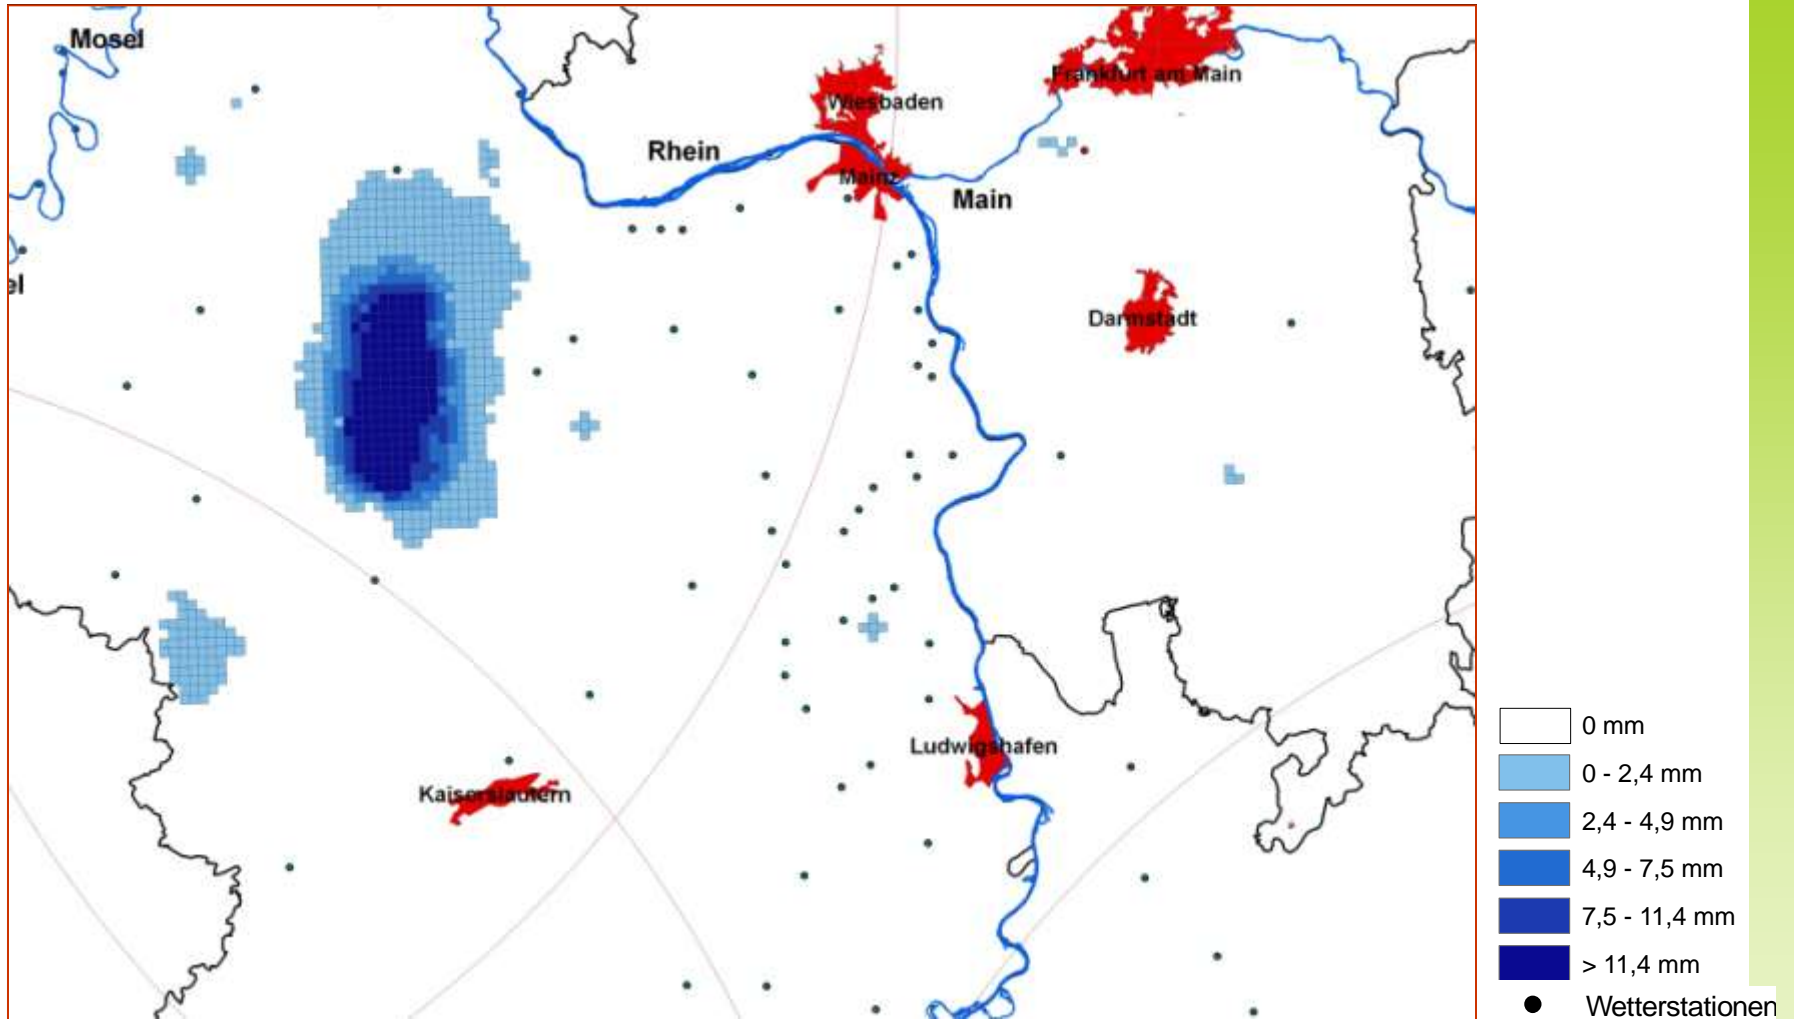 Mosel
Frankfurt am Main
Wiesbaden
Rhein
Mainz
Main
el
Darmstadt
Ludwigshafen
Kaiserslautern
0 mm
0 - 2,4 mm
2,4 - 4,9 mm
4,9 - 7,5 mm
7,5 - 11,4 mm
> 11,4 mm
Wetterstationen